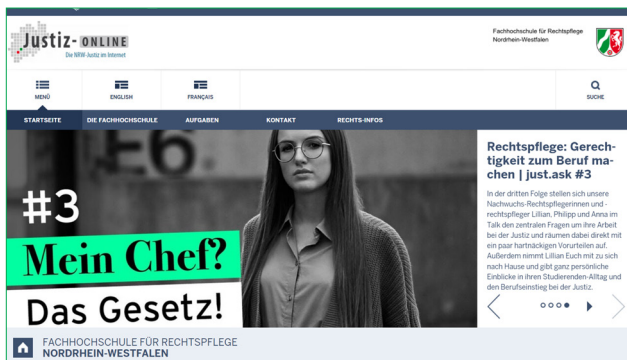 Justiz-ONLINE
Die NRW-Justiz im Internet
Fachhochschule für Rechtspflege
Nordrhein-Westfalen
MENÜ
ENGLISH
FRANÇAIS
SUCHE
STARTSEITE
DIE FACHHOCHSCHULE
AUFGABEN
KONTAKT
RECHTS-INFOS
E6.
#3
Mein Chef?
Das Gesetz!
Rechtspflege: Gerech-
tigkeit zum Beruf ma-
chen | just.ask #3
In der dritten Folge stellen sich unsere
Nachwuchs-Rechtspflegerinnen und -
rechtspfleger Lillian, Philipp und Anna im
Talk den zentralen Fragen um ihre Arbeit
bei der Justiz und räumen dabei direkt mit
ein paar hartnäckigen Vorurteilen auf.
Außerdem nimmt Lillian Euch mit zu sich
nach Hause und gibt ganz persönliche
Einblicke in ihren Studierenden-Alltag und
den Berufseinstieg bei der Justiz.
FACHHOCHSCHULE FÜR RECHTSPFLEGE
NORDRHEIN-WESTFALEN